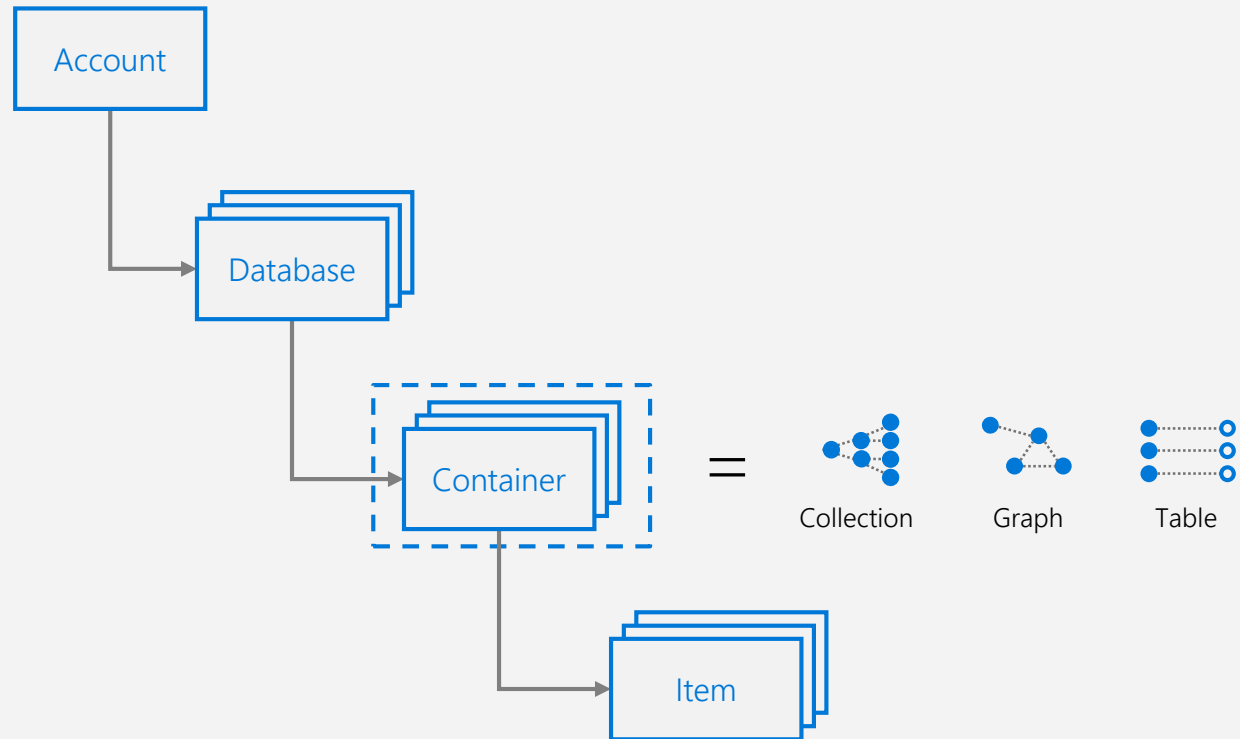 Account
Database
Container
=
Collection
Graph
Table
Item